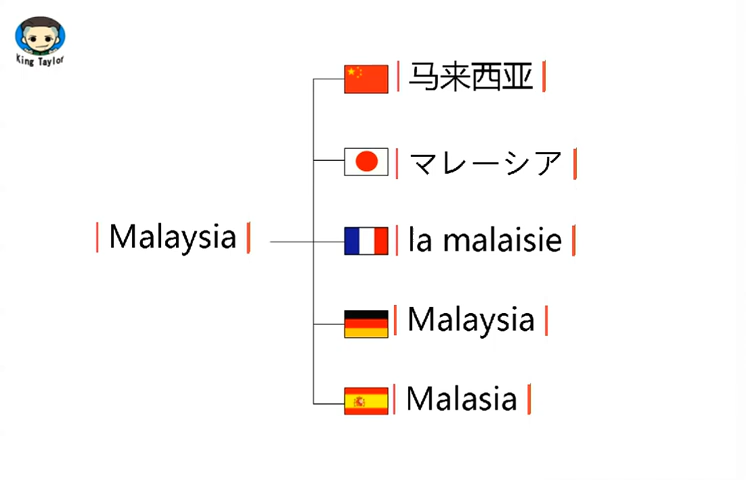 King Taylor
马来西亚
マレーシア
Malaysia
la malaisie
Malaysia
Malasia